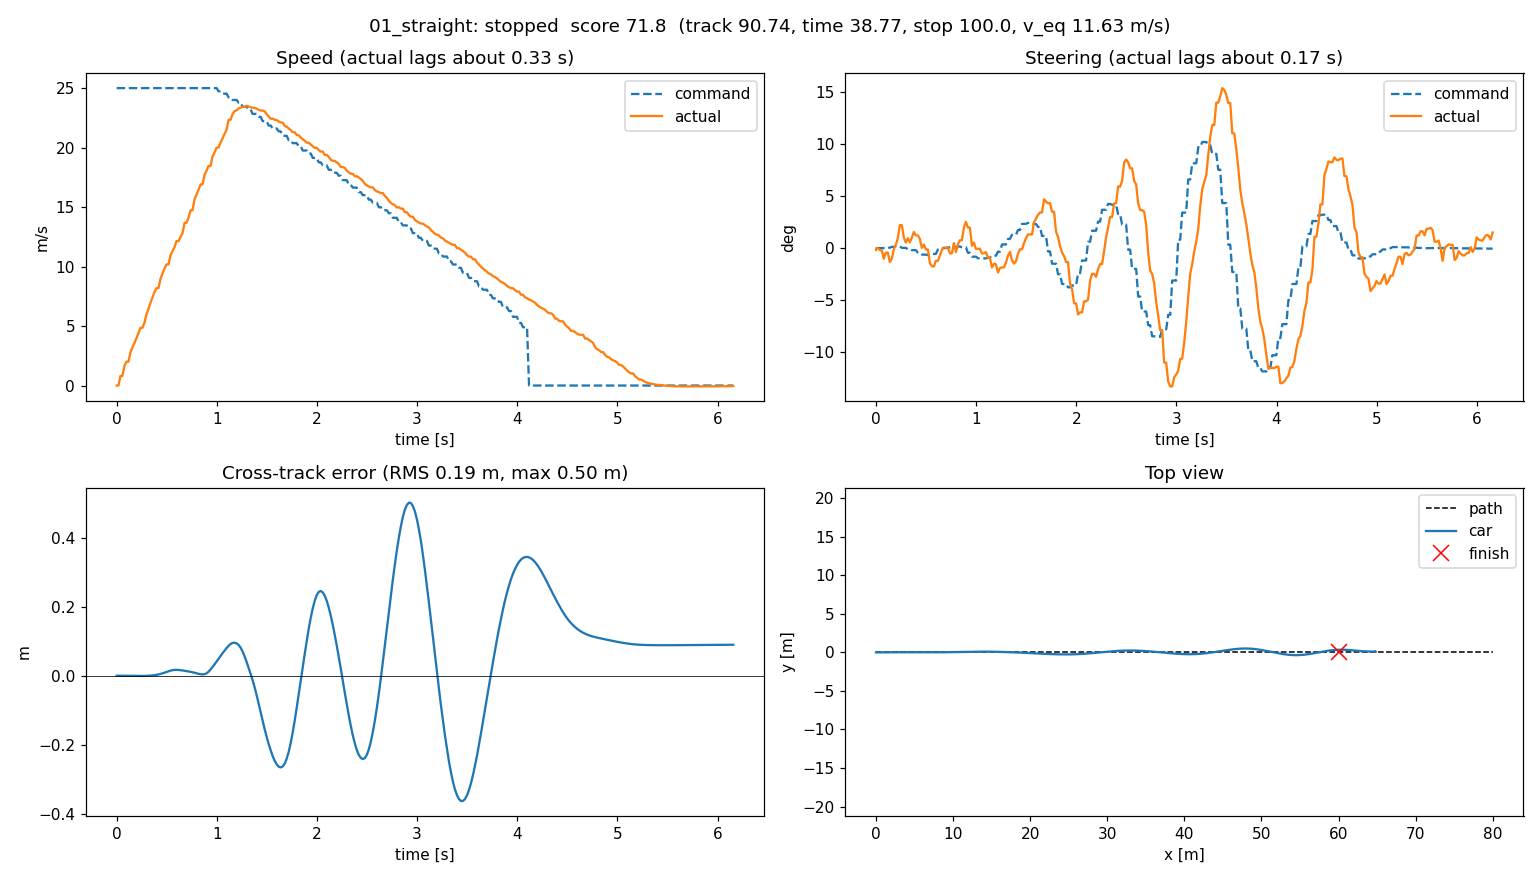 01_straight: stopped  score 71.8  (track 90.74, time 38.77, stop 100.0, v_eq 11.63 m/s)
Speed (actual lags about 0.33 s)
25
20
15
10
5
0
m/s
command
actual
0 1 2 3 4 5 6
time [s]
Steering (actual lags about 0.17 s)
15
10
5
0
−5
−10
deg
command
actual
0 1 2 3 4 5 6
time [s]
Cross-track error (RMS 0.19 m, max 0.50 m)
0.4
0.2
0.0
−0.2
−0.4
m
0 1 2 3 4 5 6
time [s]
Top view
20
15
10
5
0
−5
−10
−15
−20
y [m]
path
car
finish
0 10 20 30 40 50 60 70 80
x [m]